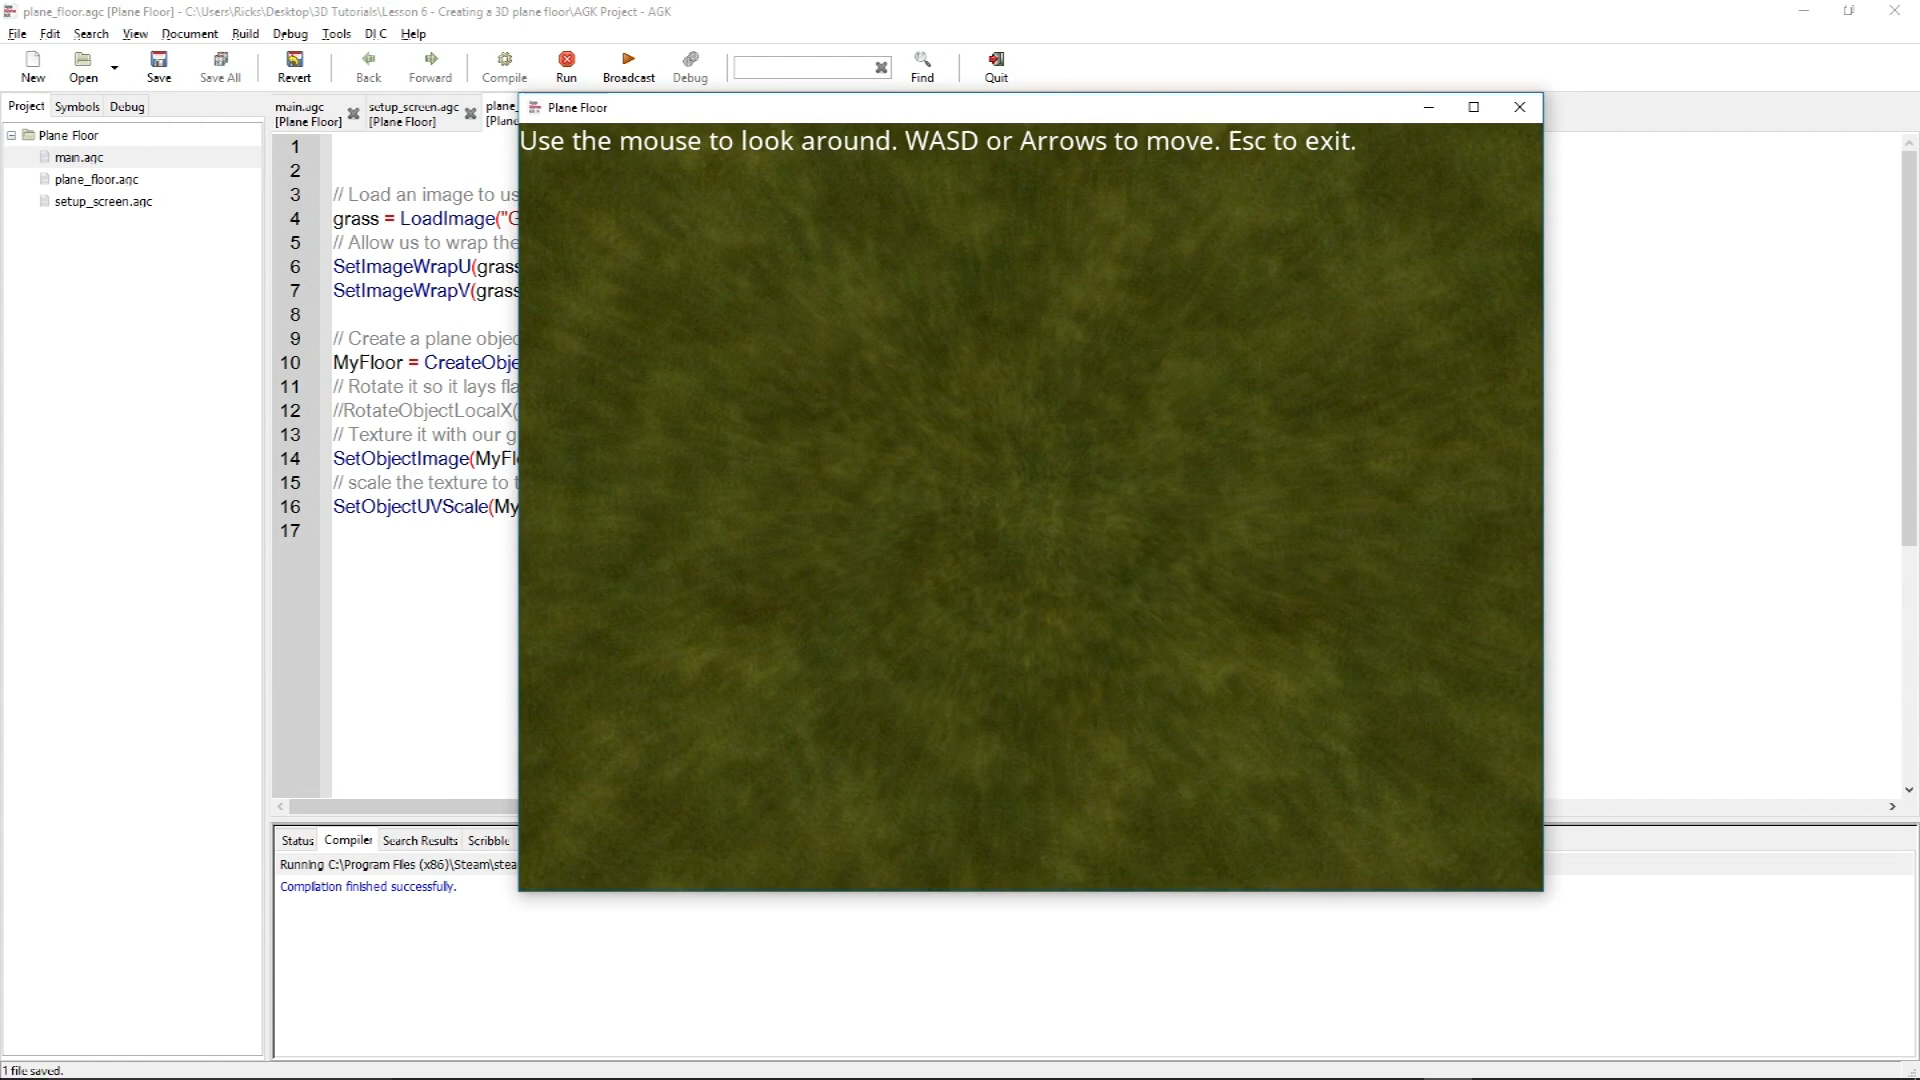 plane_floor.agc [Plane Floor] - C:\Users\Ricks\Desktop\3D Tutorials\Lesson 6 - Creating a 3D plane floor\AGK Project - AGK
File Edit Search View Document Build Debug Tools DLC Help
New Open Save Save All Revert Back Forward Compile Run Broadcast Debug Find Quit
Project Symbols Debug
main.agc
[Plane Floor]
setup_screen.agc
[Plane Floor]
plane_
[Plane
Plane Floor
Plane Floor
main.agc
plane_floor.agc
setup_screen.agc
Use the mouse to look around. WASD or Arrows to move. Esc to exit.
1
2
3 // Load an image to us
4 grass = LoadImage("G
5 // Allow us to wrap the
6 SetImageWrapU(grass
7 SetImageWrapV(grass
8
9 // Create a plane objec
10 MyFloor = CreateObje
11 // Rotate it so it lays fla
12 //RotateObjectLocalX(
13 // Texture it with our g
14 SetObjectImage(MyFlo
15 // scale the texture to t
16 SetObjectUVScale(My
17
Status Compiler Search Results Scribble
Running C:\Program Files (x86)\Steam\stea
Compilation finished successfully.
1 file saved.